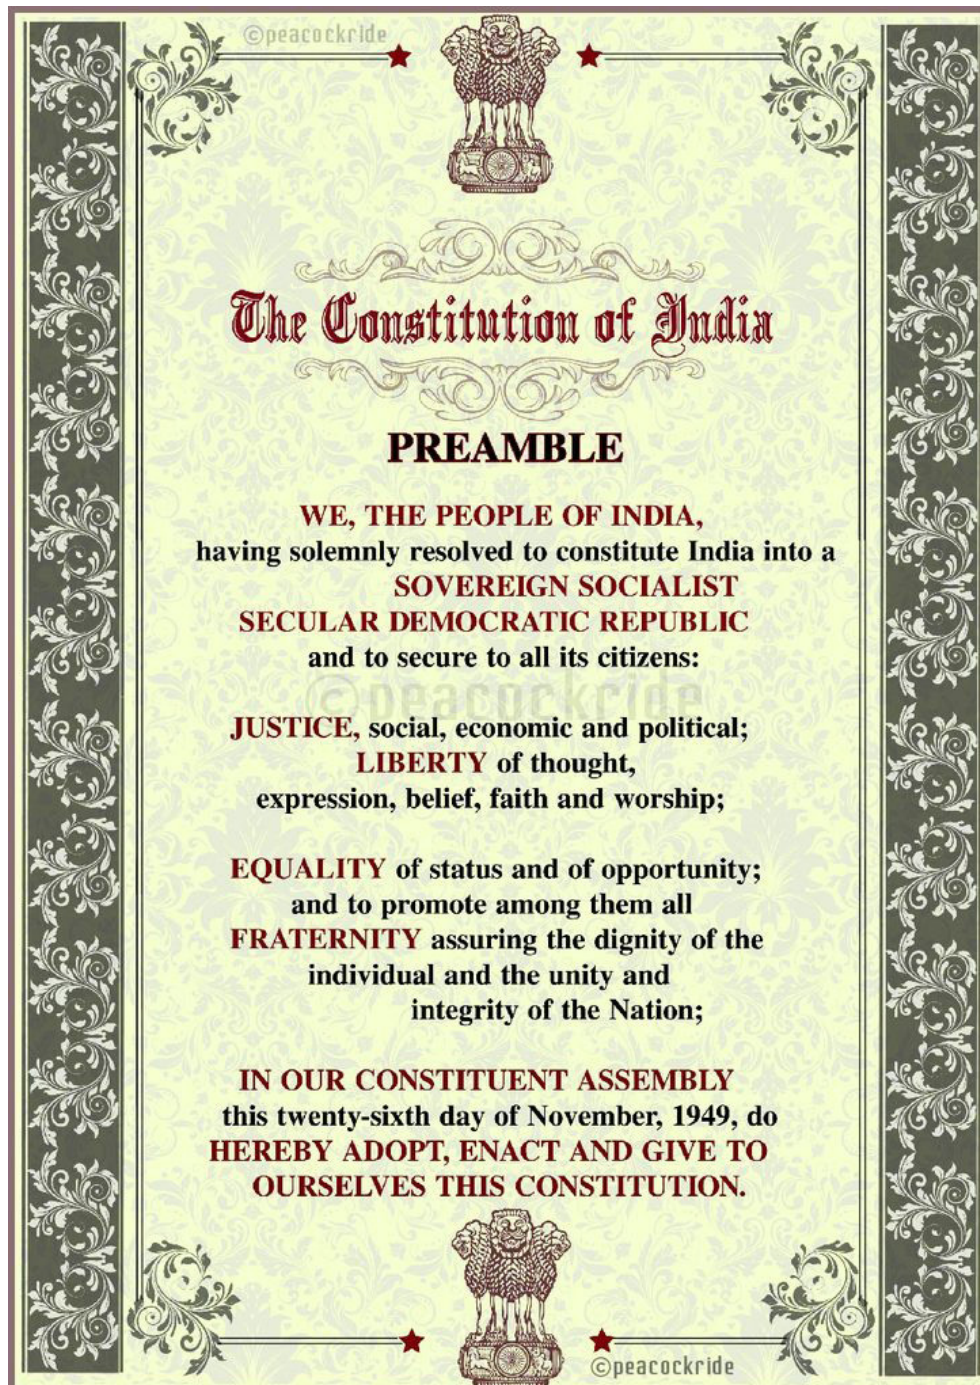 ©peacockride
The Constitution of India
PREAMBLE
WE, THE PEOPLE OF INDIA,
having solemnly resolved to constitute India into a
SOVEREIGN SOCIALIST
SECULAR DEMOCRATIC REPUBLIC
and to secure to all its citizens:
©peacockride
JUSTICE, social, economic and political;
LIBERTY of thought,
expression, belief, faith and worship;
EQUALITY of status and of opportunity;
and to promote among them all
FRATERNITY assuring the dignity of the
individual and the unity and
integrity of the Nation;
IN OUR CONSTITUENT ASSEMBLY
this twenty-sixth day of November, 1949, do
HEREBY ADOPT, ENACT AND GIVE TO
OURSELVES THIS CONSTITUTION.
©peacockride